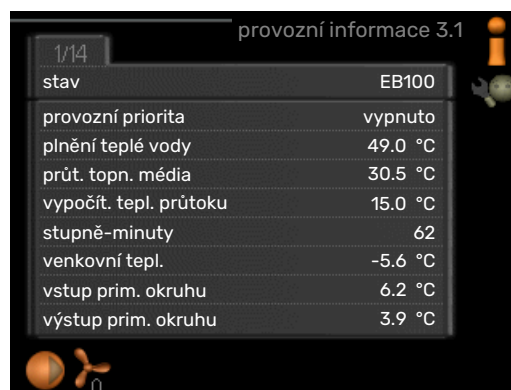 provozní informace 3.1
1/14
stav EB100
provozní priorita vypnuto
plnění teplé vody 49.0 °C
průt. topn. média 30.5 °C
vypočít. tepl. průtoku 15.0 °C
stupně-minuty 62
venkovní tepl. -5.6 °C
vstup prim. okruhu 6.2 °C
výstup prim. okruhu 3.9 °C
0